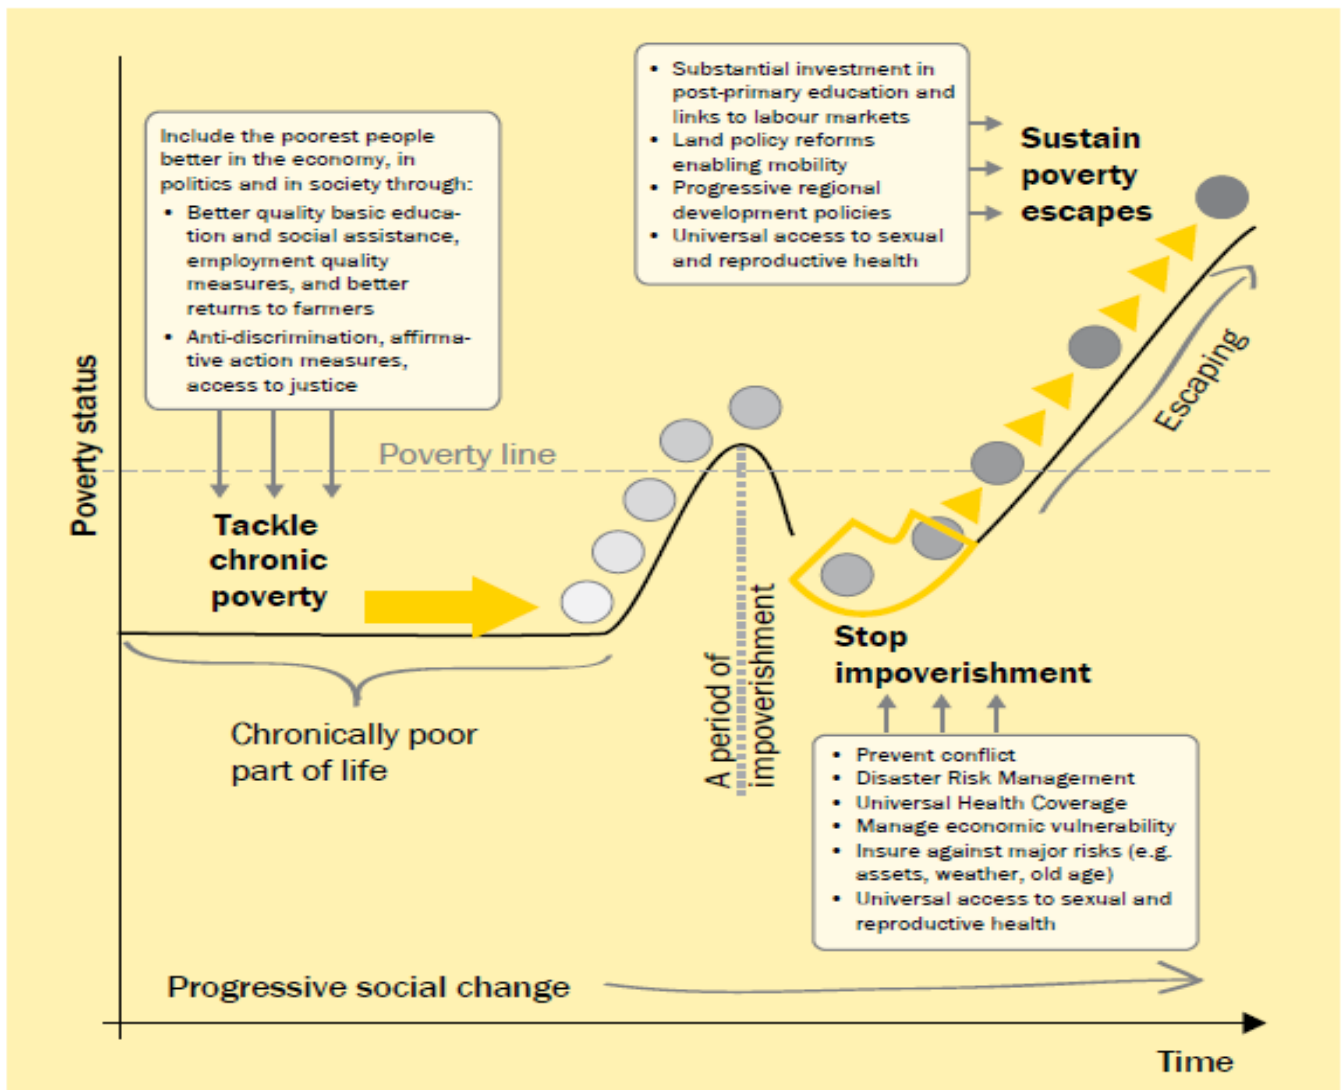 • Substantial investment in
post-primary education and
links to labour markets
• Land policy reforms
enabling mobility
• Progressive regional
development policies
• Universal access to sexual
and reproductive health
Sustain
poverty
escapes
Include the poorest people
better in the economy, in
politics and in society through:
• Better quality basic educa-
tion and social assistance,
employment quality
measures, and better
returns to farmers
• Anti-discrimination, affirma-
tive action measures,
access to justice
Poverty status
Poverty line
Escaping
Tackle
chronic
poverty
Chronically poor
part of life
A period of
impoverishment
Stop
impoverishment
• Prevent conflict
• Disaster Risk Management
• Universal Health Coverage
• Manage economic vulnerability
• Insure against major risks (e.g.
assets, weather, old age)
• Universal access to sexual and
reproductive health
Progressive social change
Time